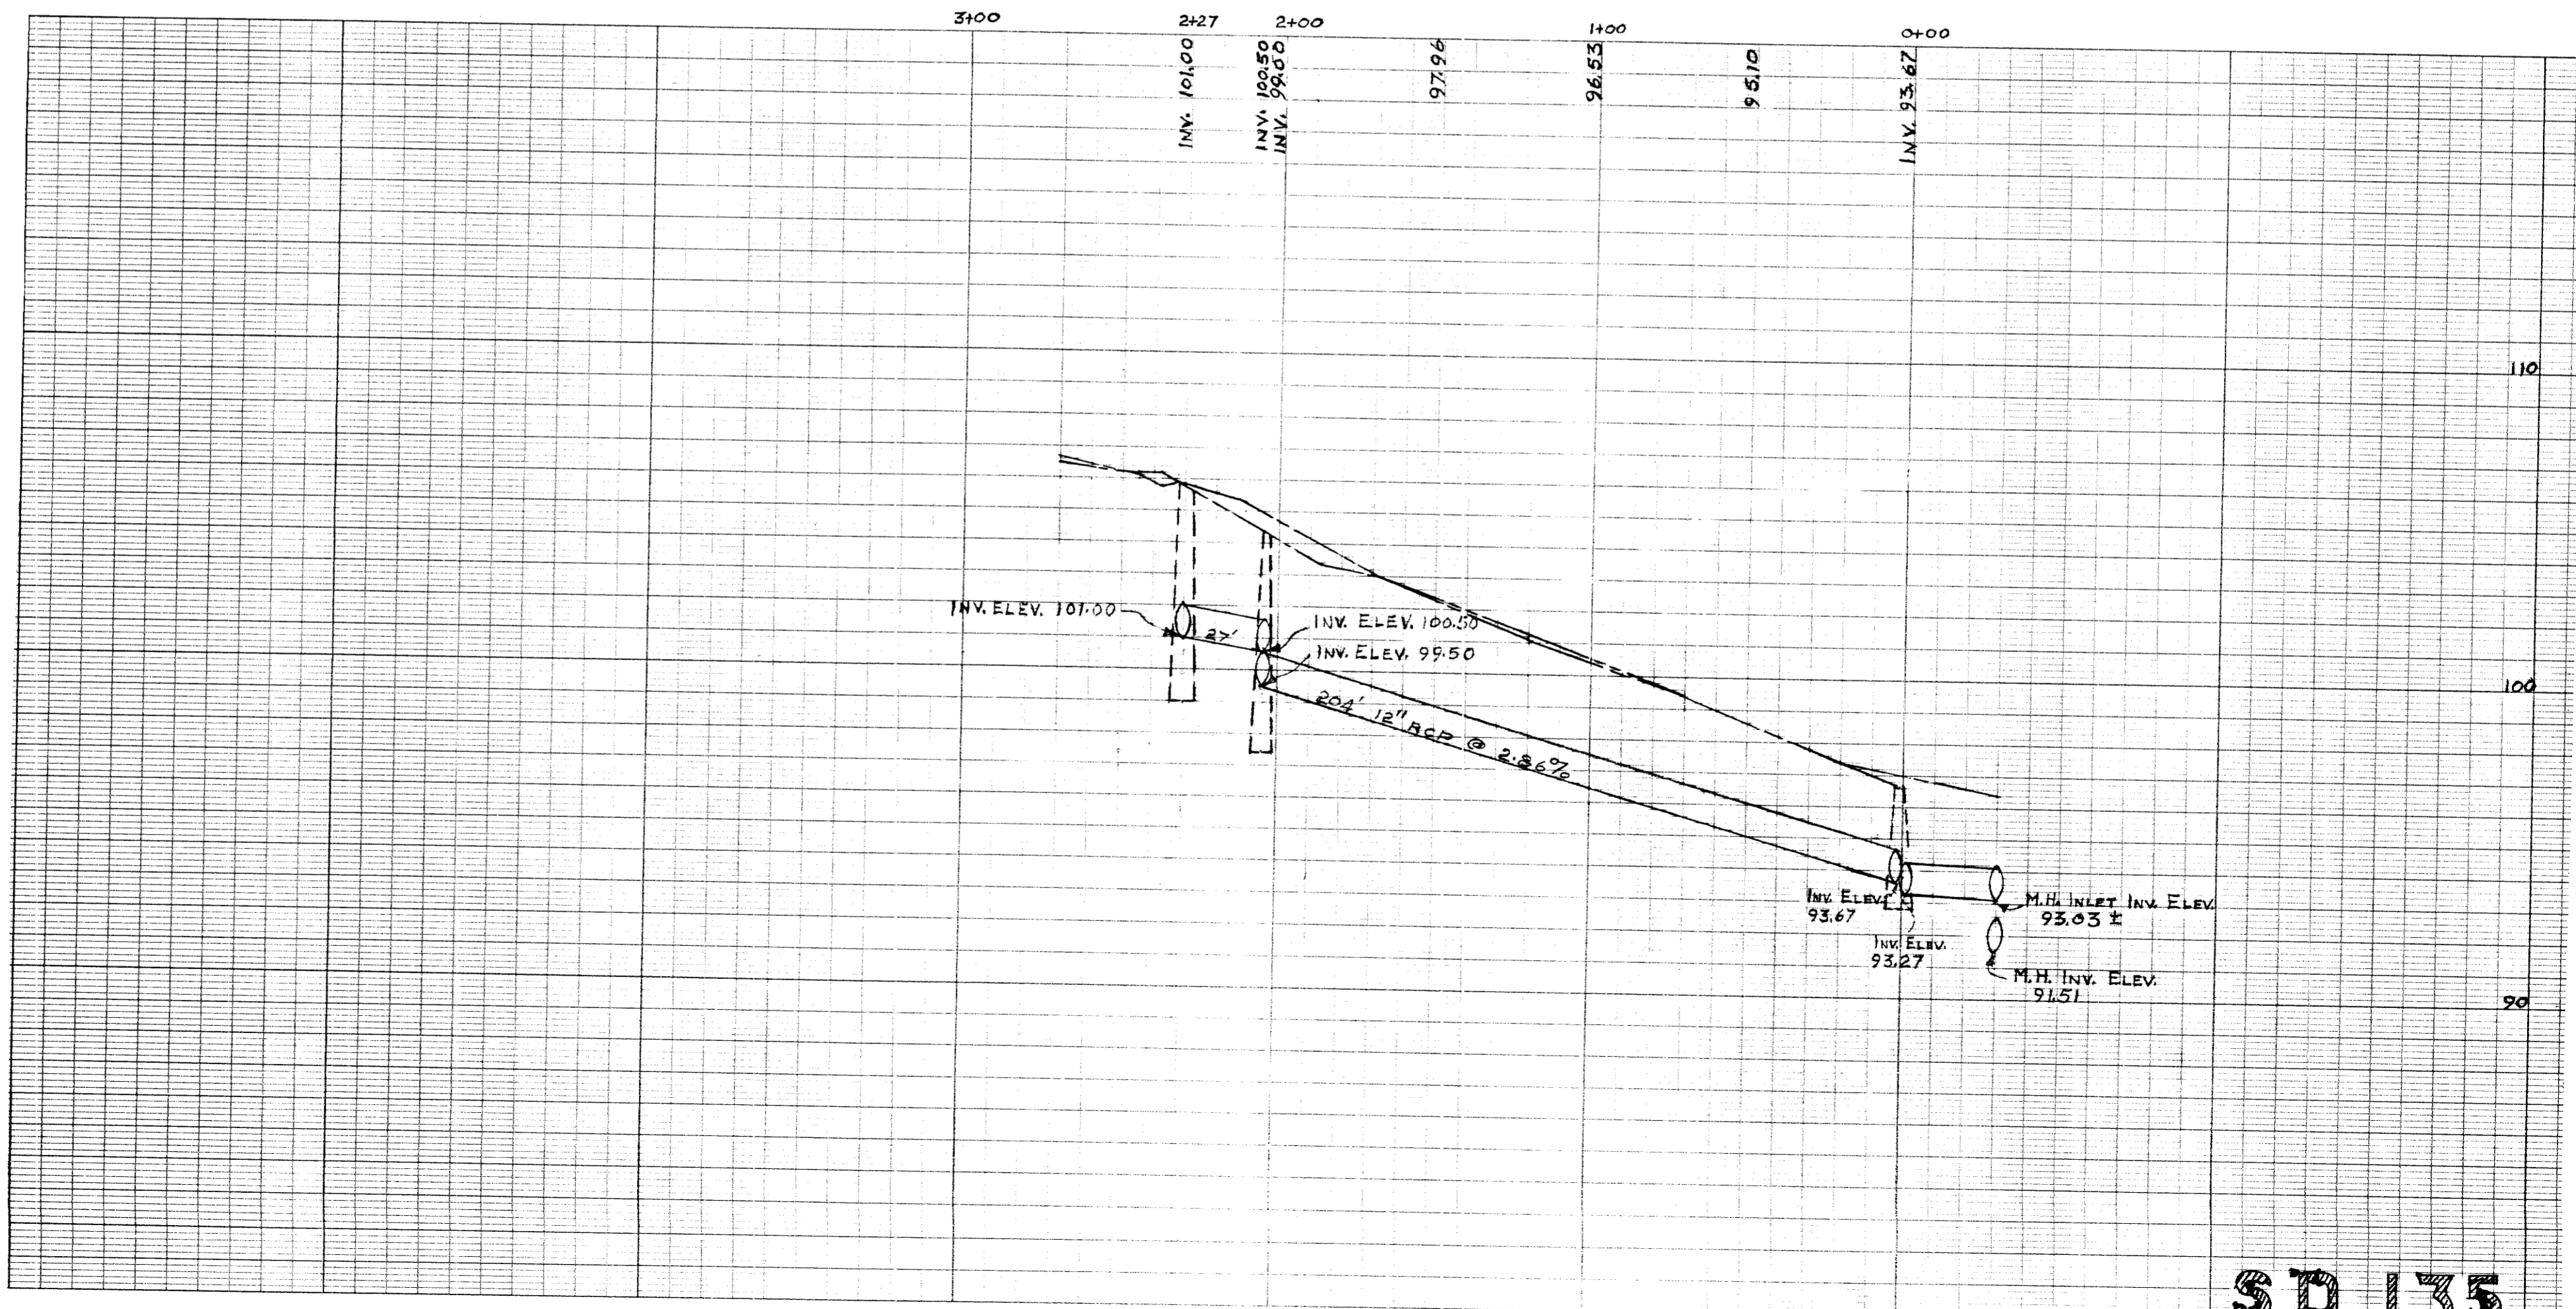 3+00
2+27
2+00
1+00
0+00
INV. 101.00
INV. 100.50
INV. 99.50
97.96
96.53
95.10
INV. 93.67
110
INV. ELEV. 101.00
27'
INV. ELEV. 100.50
INV. ELEV. 99.50
100
204' 12" RCP @ 2.86%
INV. ELEV.
93.67
M.H. INLET INV. ELEV.
93.03 ±
INV. ELEV.
93.27
M.H. INV. ELEV.
91.51
90
SD 135